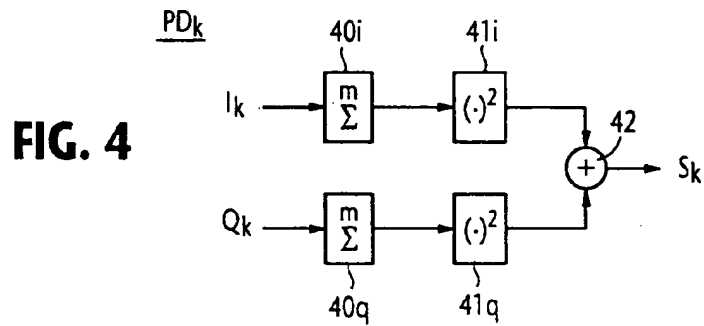 PDk
40i
41i
Ik
m
Σ
(·)²
FIG. 4
42
+
Sk
Qk
m
Σ
(·)²
40q
41q